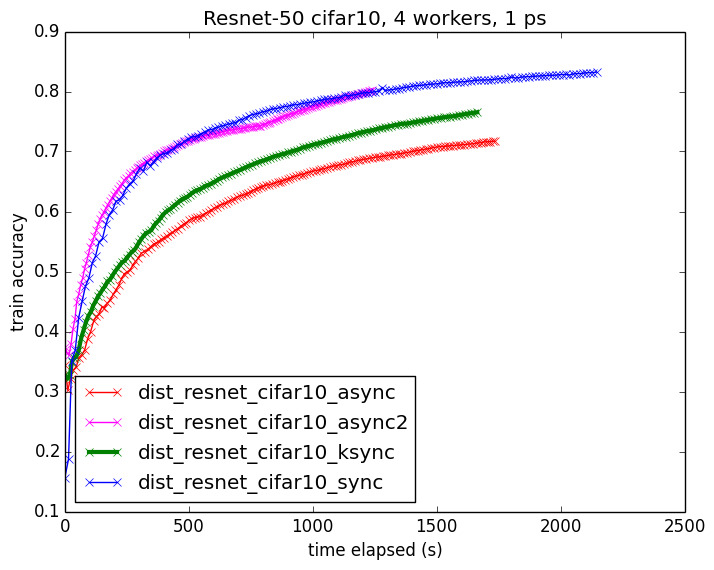 Resnet-50 cifar10, 4 workers, 1 ps
0.9
0.8
0.7
0.6
0.5
0.4
0.3
0.2
0.1
train accuracy
dist_resnet_cifar10_async
dist_resnet_cifar10_async2
dist_resnet_cifar10_ksync
dist_resnet_cifar10_sync
0 500 1000 1500 2000 2500
time elapsed (s)